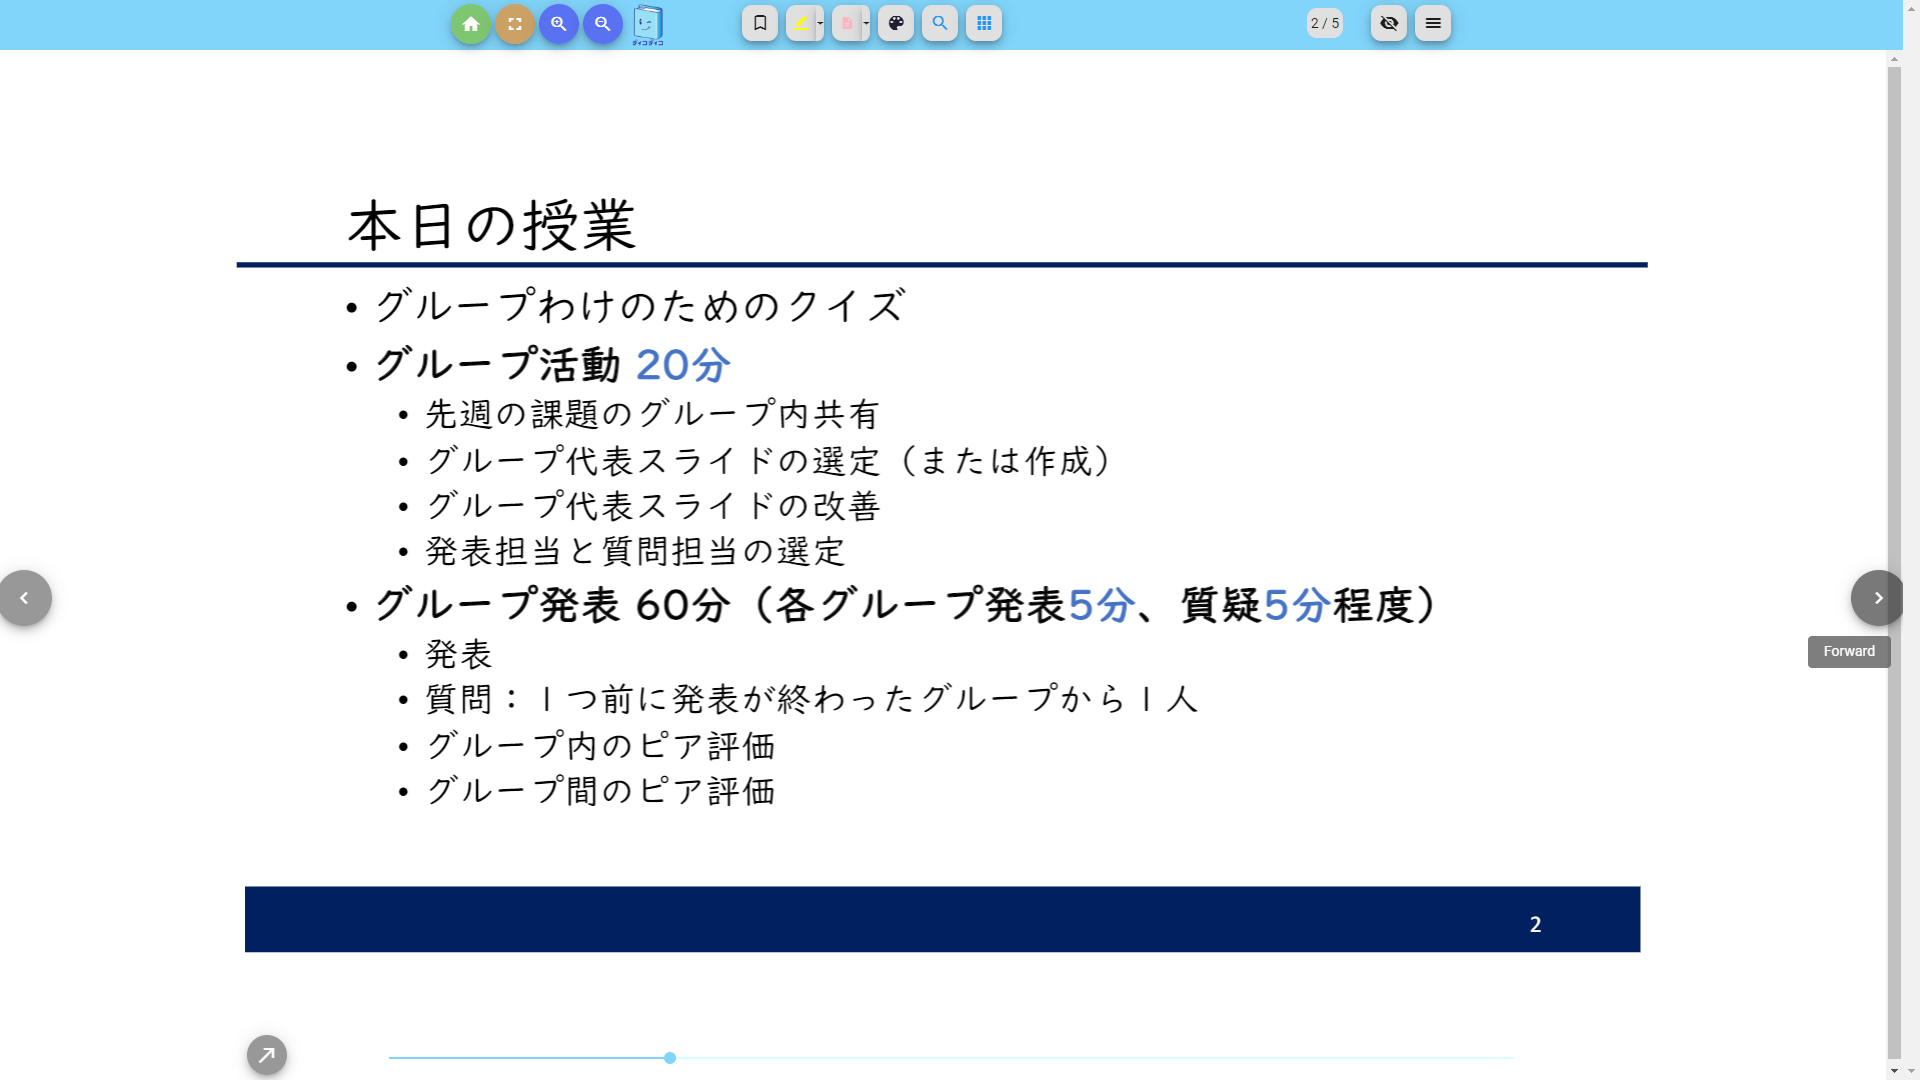 ダィコダィコ
2 / 5
本日の授業
• グループわけのためのクイズ
• グループ活動 20分
• 先週の課題のグループ内共有
• グループ代表スライドの選定（または作成）
• グループ代表スライドの改善
• 発表担当と質問担当の選定
• グループ発表 60分（各グループ発表5分、質疑5分程度）
• 発表
• 質問：１つ前に発表が終わったグループから１人
• グループ内のピア評価
• グループ間のピア評価
Forward
2